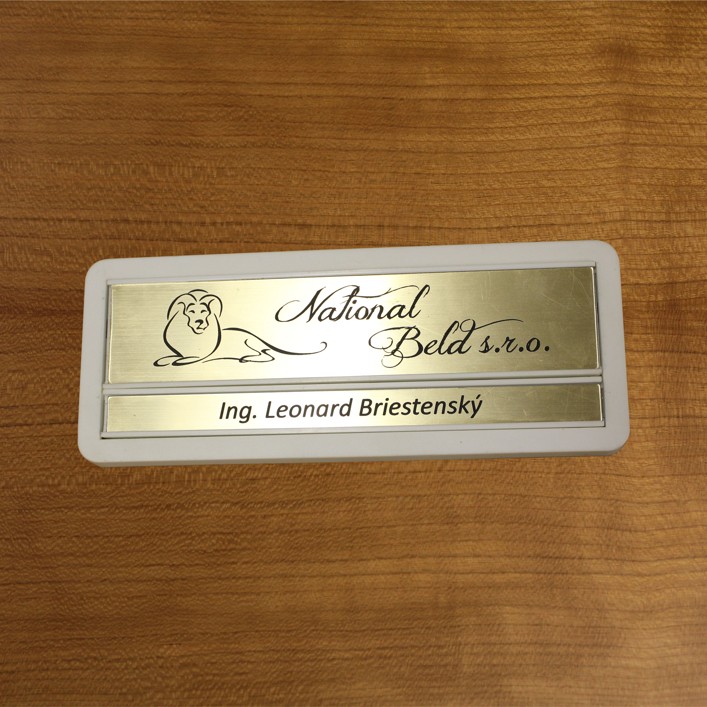 National
Beld s.r.o.
Ing. Leonard Briestenský